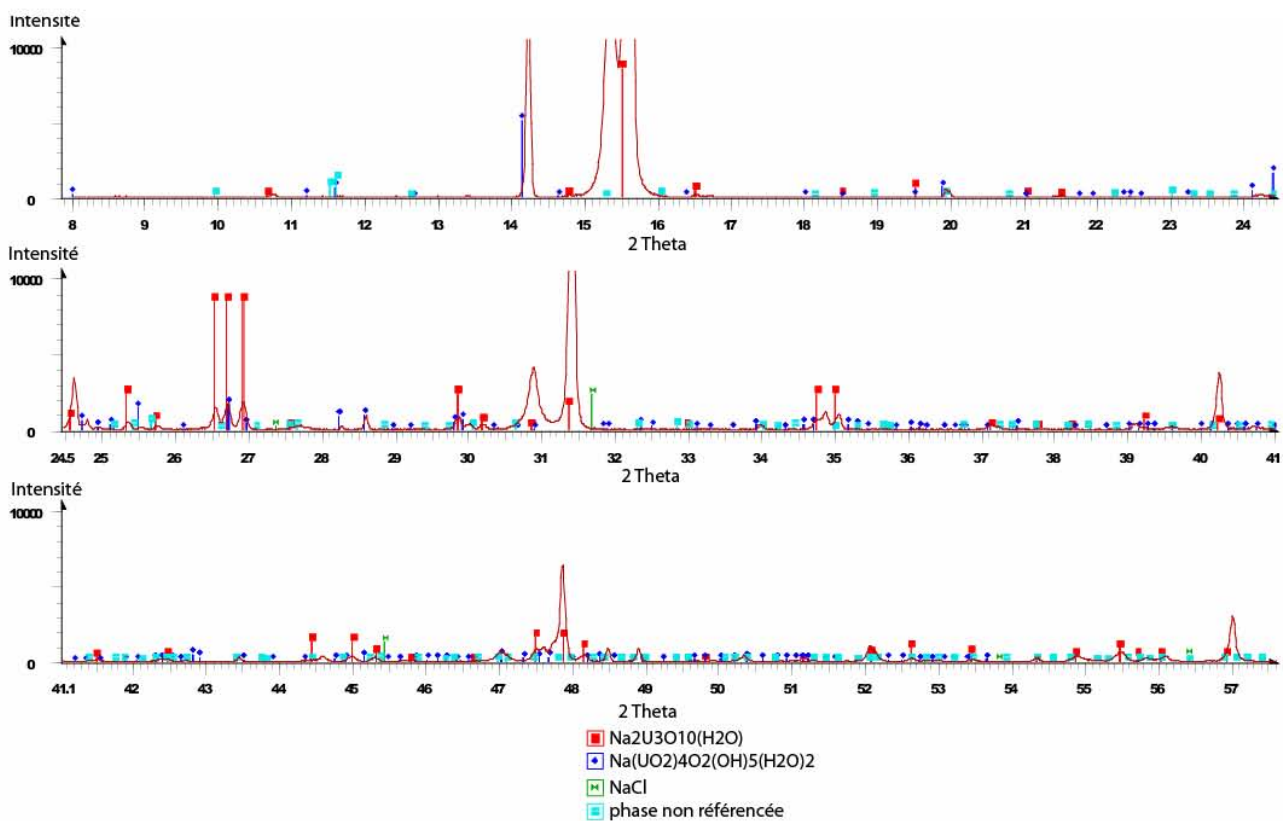 Intensité
10000
0
8 9 10 11 12 13 14 15 16 17 18 19 20 21 22 23 24
2 Theta
Intensité
10000
0
24.5 25 26 27 28 29 30 31 32 33 34 35 36 37 38 39 40 41
2 Theta
Intensité
10000
0
41.1 42 43 44 45 46 47 48 49 50 51 52 53 54 55 56 57
2 Theta
Na2U3O10(H2O)
Na(UO2)4O2(OH)5(H2O)2
NaCl
phase non référencée